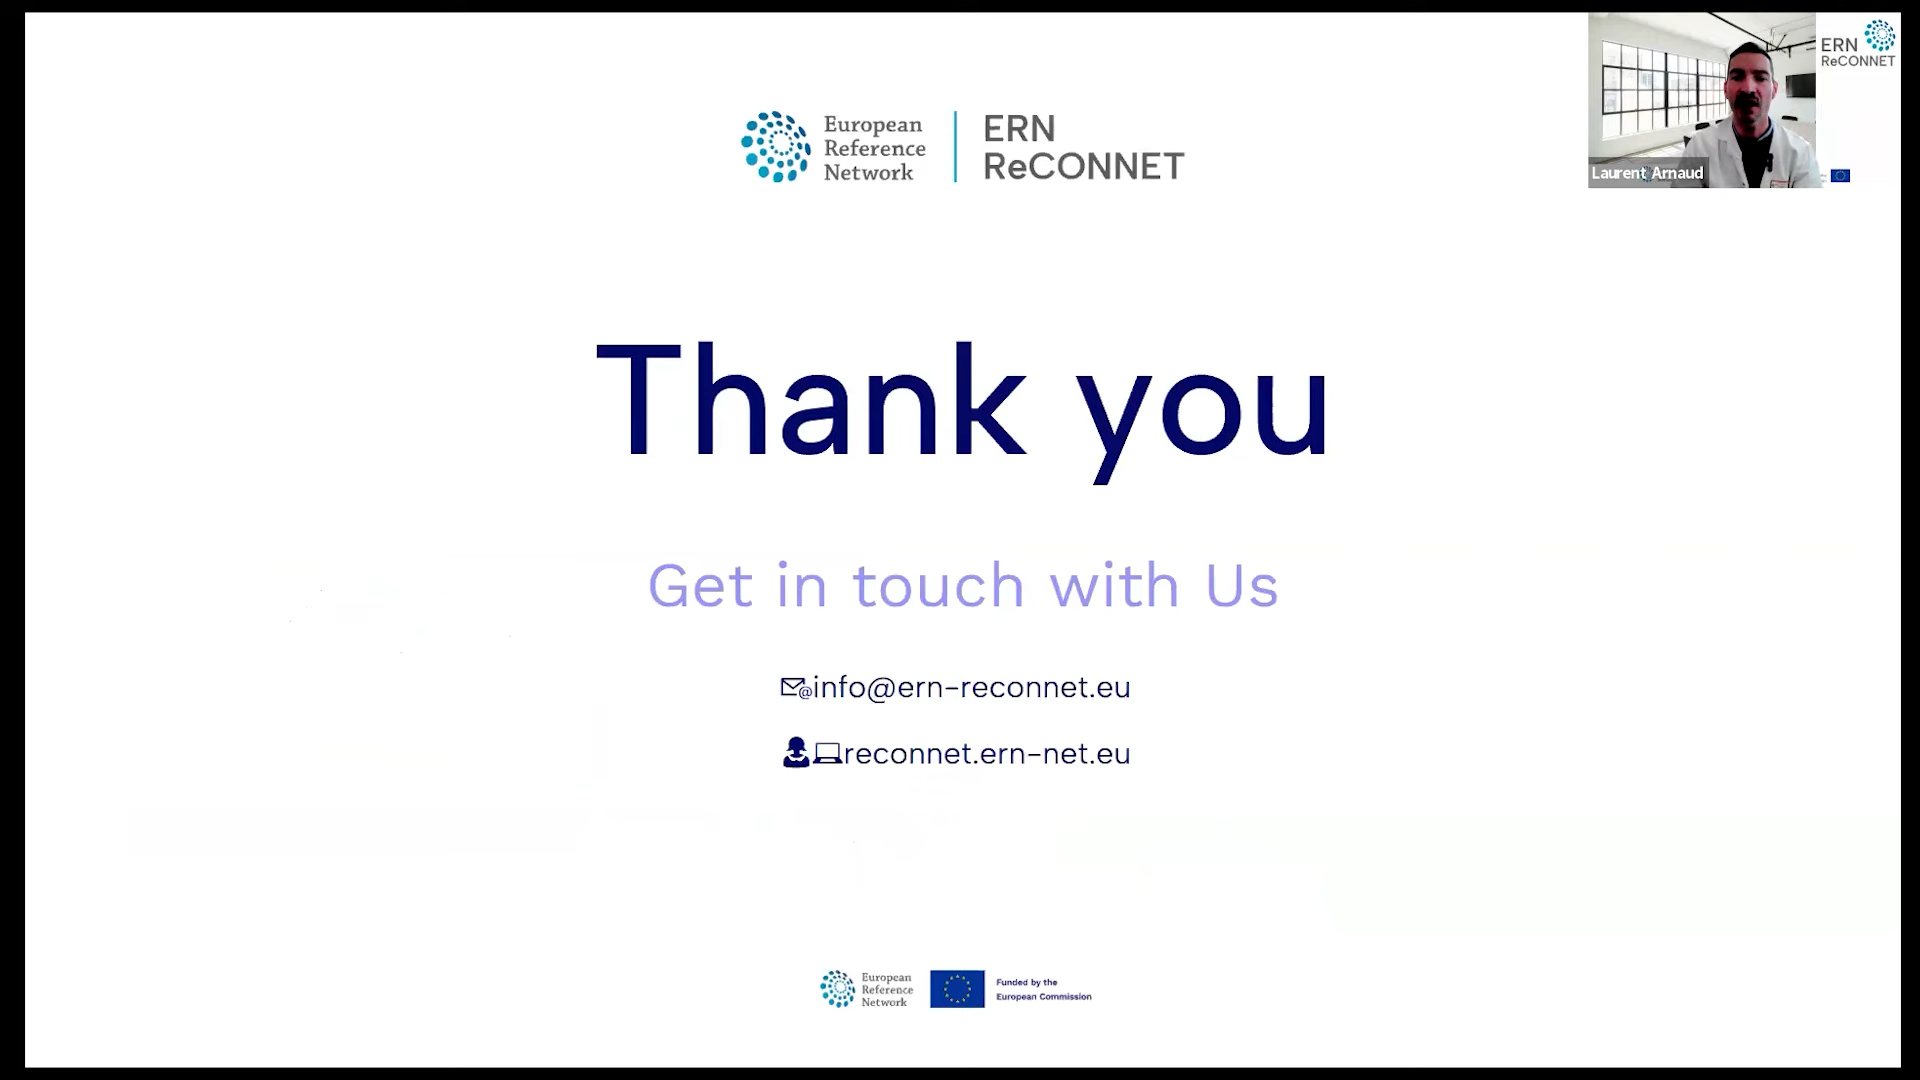 European
Reference
Network
ERN
ReCONNET
ERN
ReCONNET
Laurent Arnaud
Thank you
Get in touch with Us
info@ern-reconnet.eu
reconnet.ern-net.eu
European
Reference
Network
Funded by the
European Commission